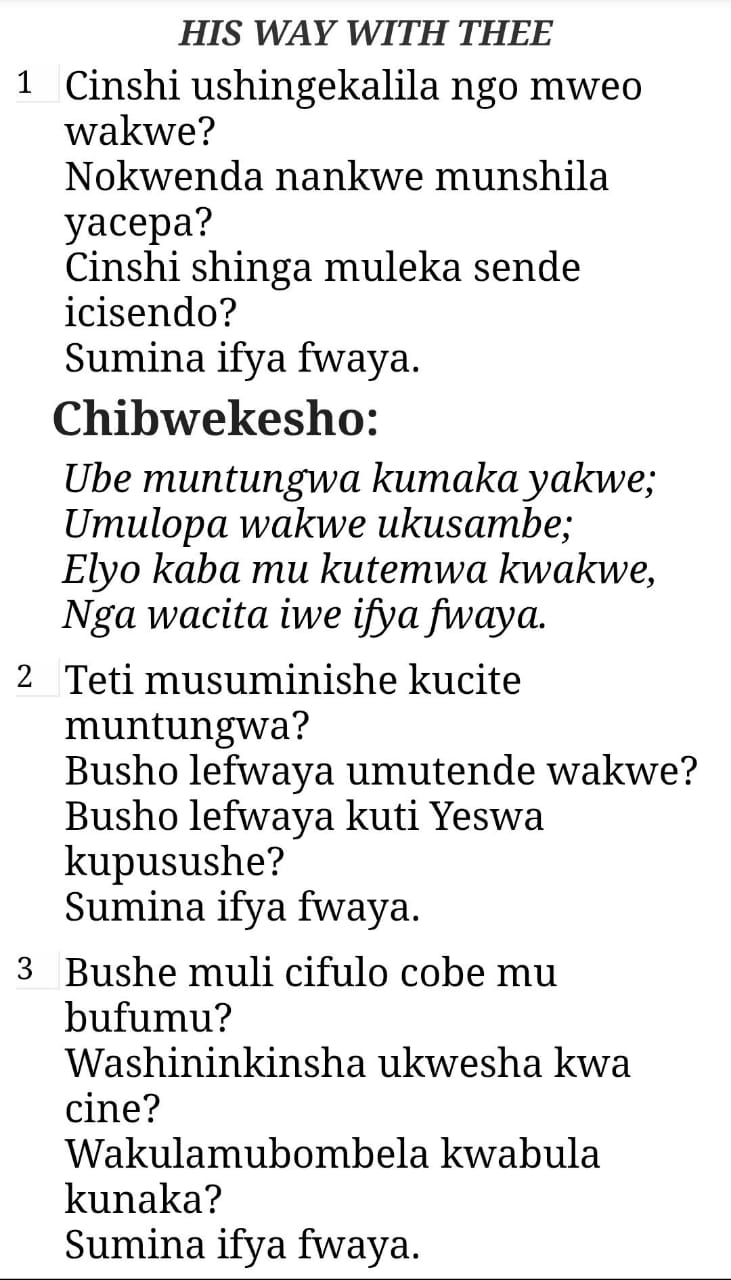 HIS WAY WITH THEE
1 Cinshi ushingekalila ngo mweo
wakwe?
Nokwenda nankwe munshila
yacepa?
Cinshi shinga muleka sende
icisendo?
Sumina ifya fwaya.
Chibwekesho:
Ube muntungwa kumaka yakwe;
Umulopa wakwe ukusambe;
Elyo kaba mu kutemwa kwakwe,
Nga wacita iwe ifya fwaya.
2 Teti musuminishe kucite
muntungwa?
Busho lefwaya umutende wakwe?
Busho lefwaya kuti Yeswa
kupusushe?
Sumina ifya fwaya.
3 Bushe muli cifulo cobe mu
bufumu?
Washininkinsha ukwesha kwa
cine?
Wakulamubombela kwabula
kunaka?
Sumina ifya fwaya.